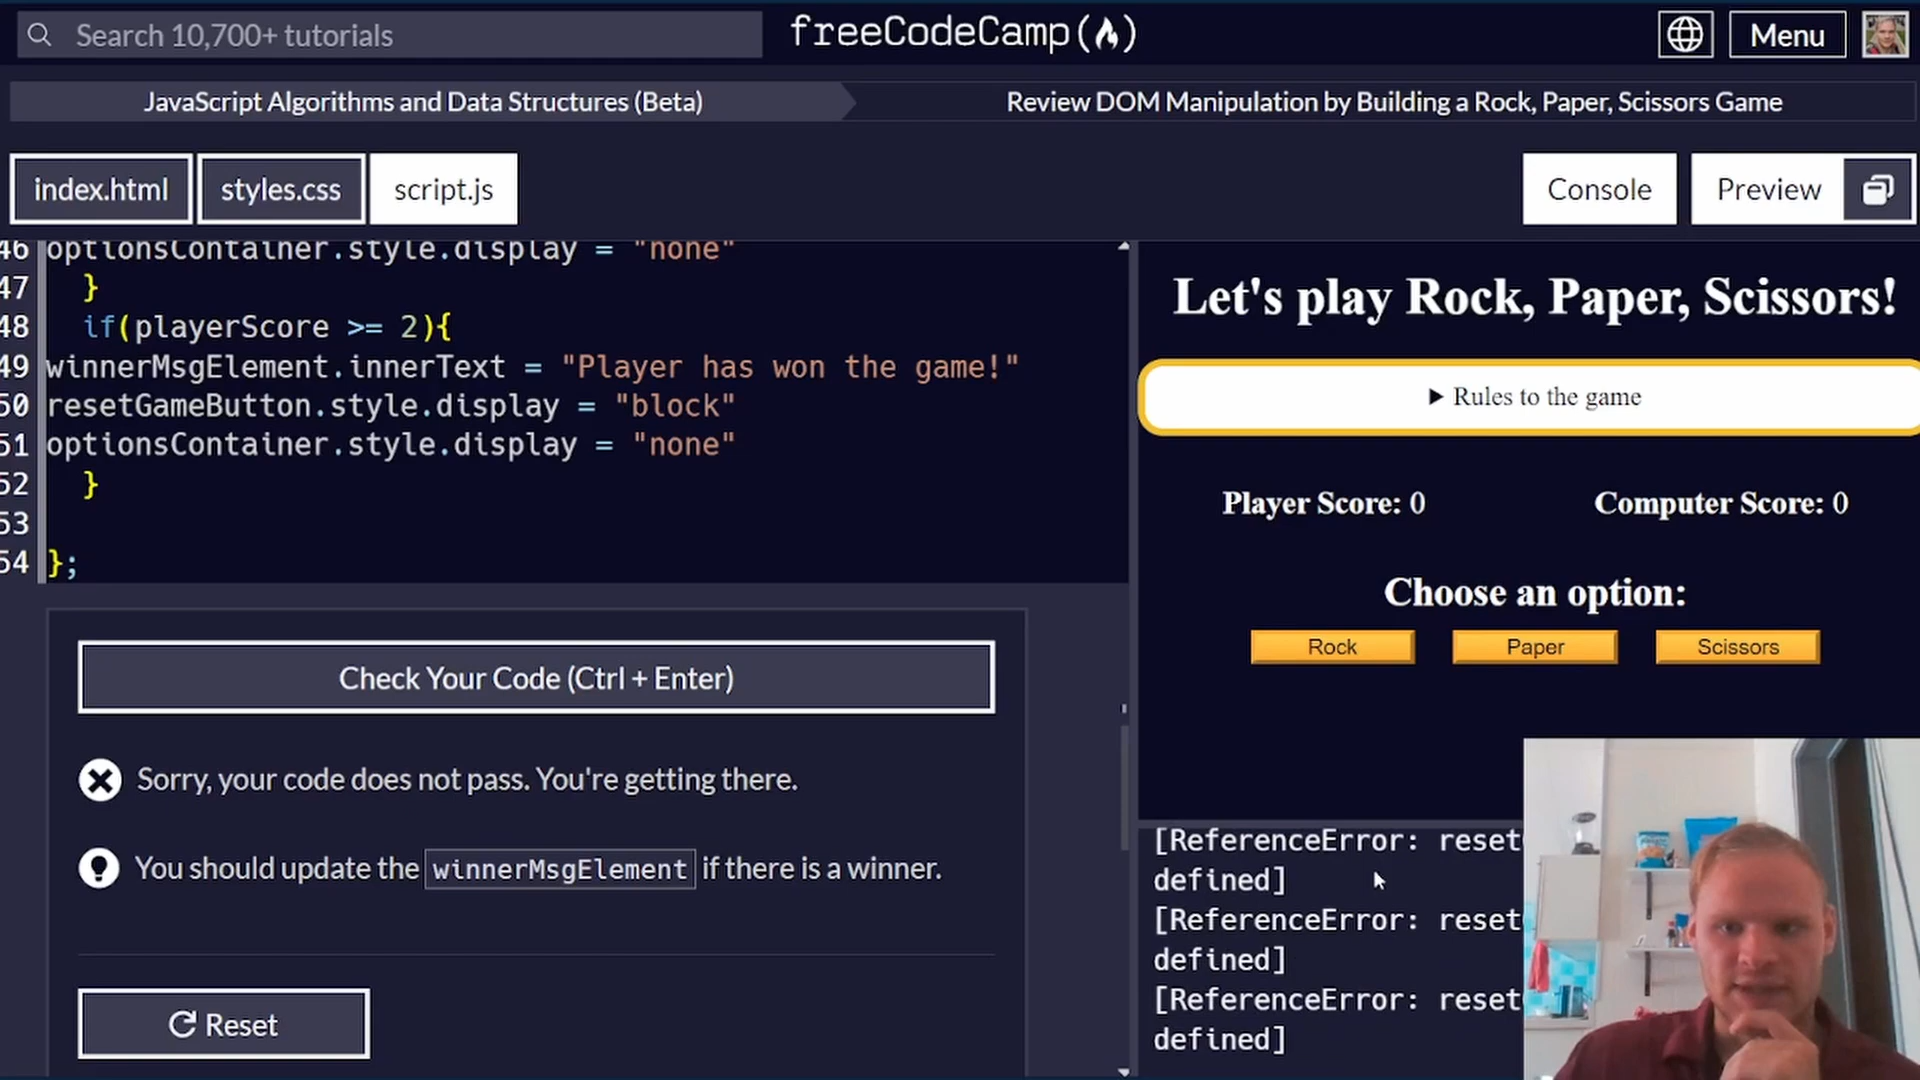 Search 10,700+ tutorials
freeCodeCamp
Menu
JavaScript Algorithms and Data Structures (Beta)
Review DOM Manipulation by Building a Rock, Paper, Scissors Game
index.html
styles.css
script.js
Console
Preview
46 optionsContainer.style.display = "none"
47 }
48 if(playerScore >= 2){
49 winnerMsgElement.innerText = "Player has won the game!"
50 resetGameButton.style.display = "block"
51 optionsContainer.style.display = "none"
52 }
53
54 };
Check Your Code (Ctrl + Enter)
Sorry, your code does not pass. You're getting there.
You should update the winnerMsgElement if there is a winner.
Reset
Let's play Rock, Paper, Scissors!
▶ Rules to the game
Player Score: 0
Computer Score: 0
Choose an option:
Rock
Paper
Scissors
[ReferenceError: reset
defined]
[ReferenceError: reset
defined]
[ReferenceError: reset
defined]